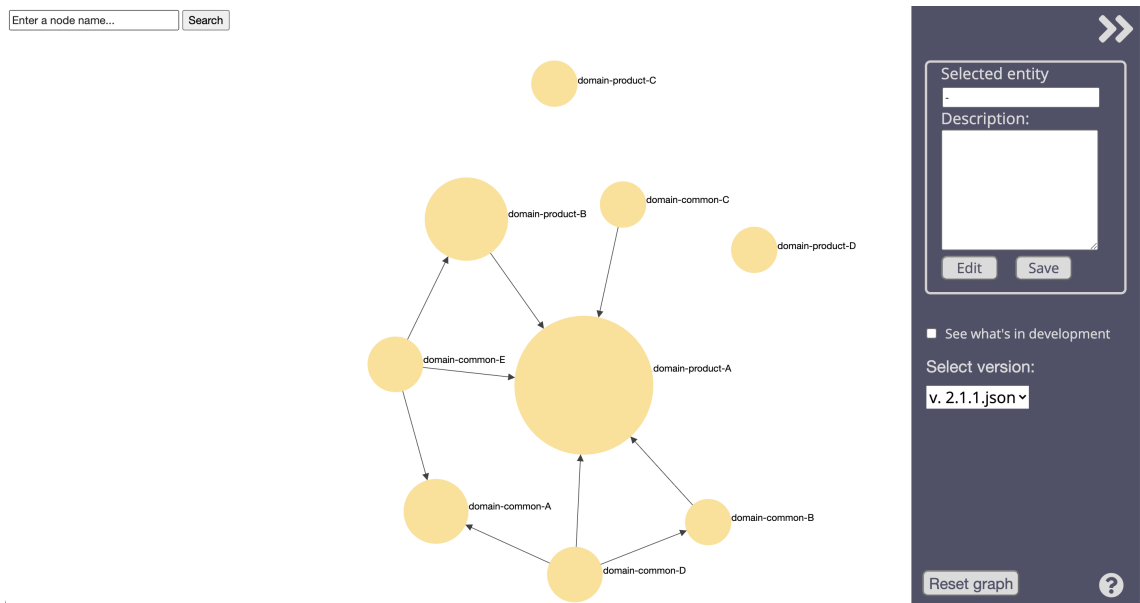 Enter a node name... Search
domain-product-C
domain-product-B
domain-common-C
domain-product-D
domain-common-E
domain-product-A
domain-common-A
domain-common-B
domain-common-D
Selected entity
-
Description:
Edit Save
See what's in development
Select version:
v. 2.1.1.json
Reset graph
?